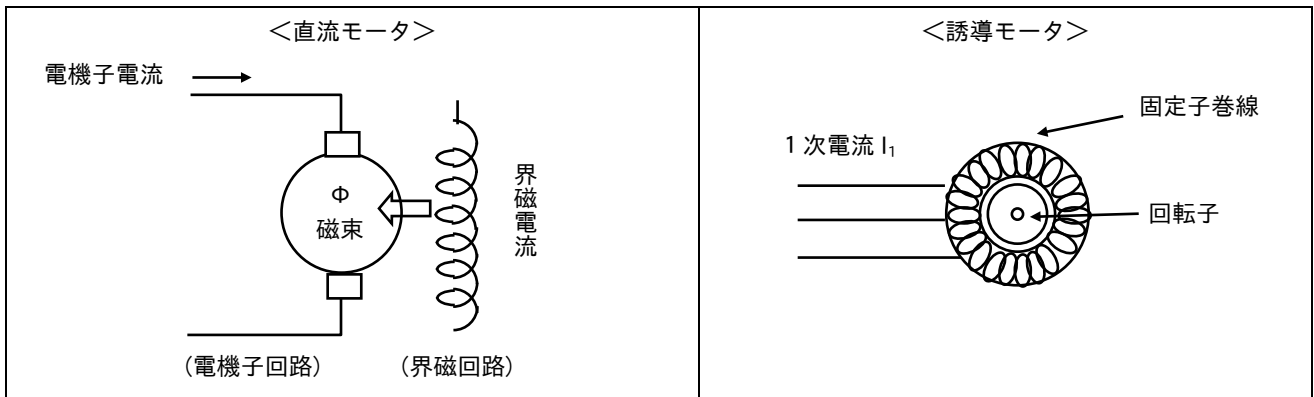 <直流モータ>
電機子電流
Φ
磁束
界磁電流
(電機子回路) (界磁回路)
<誘導モータ>
固定子巻線
1次電流 I₁
回転子